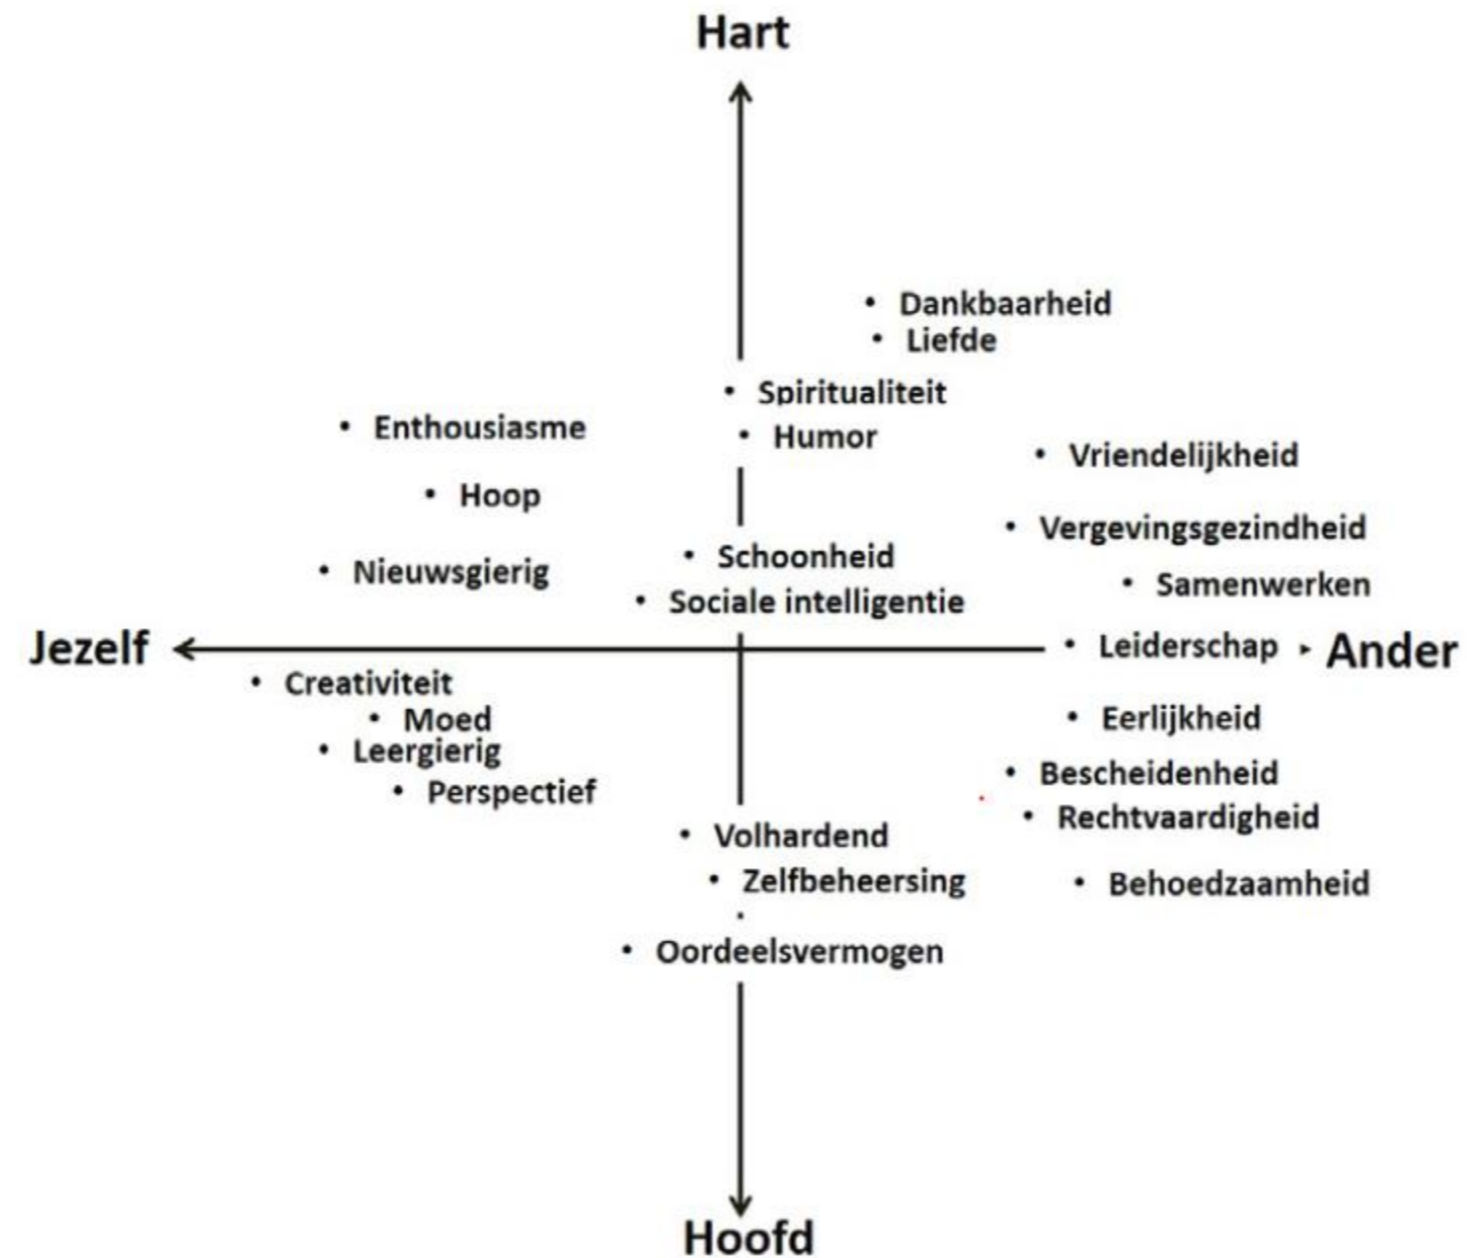 Hart
• Dankbaarheid
• Liefde
• Spiritualiteit
• Enthousiasme
• Humor
• Vriendelijkheid
• Hoop
• Vergevingsgezindheid
• Schoonheid
• Nieuwsgierig
• Samenwerken
• Sociale intelligentie
Jezelf
• Leiderschap
Ander
• Creativiteit
• Moed
• Eerlijkheid
• Leergierig
• Bescheidenheid
• Perspectief
• Rechtvaardigheid
• Volhardend
• Zelfbeheersing
• Behoedzaamheid
• Oordeelsvermogen
Hoofd